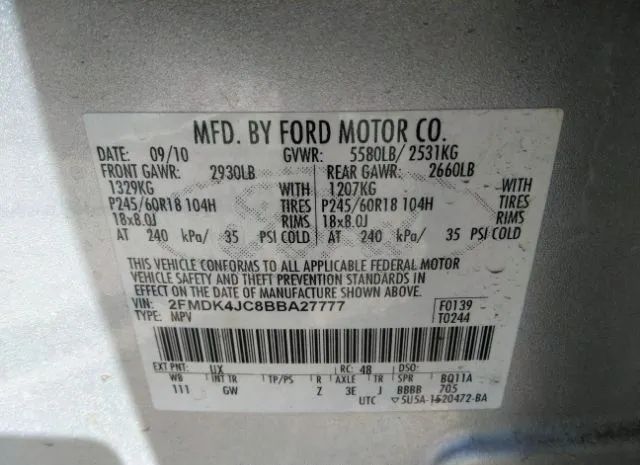 MFD. BY FORD MOTOR CO.
DATE: 09/10 GVWR: 5580LB/ 2531KG
FRONT GAWR: 2930LB REAR GAWR: 2660LB
1329KG WITH 1207KG WITH
P245/60R18 104H TIRES P245/60R18 104H TIRES
18x8.0J RIMS 18x8.0J RIMS
AT 240 kPa/ 35 PSI COLD AT 240 kPa/ 35 PSI COLD
THIS VEHICLE CONFORMS TO ALL APPLICABLE FEDERAL MOTOR
VEHICLE SAFETY AND THEFT PREVENTION STANDARDS IN
EFFECT ON THE DATE OF MANUFACTURE SHOWN ABOVE.
VIN: 2FMDK4JC8BBA27777 F0139
TYPE: MPV T0244
EXT PNT: UX RC: 48 DSO:
WB INT TR TP/PS R AXLE TR SPR BQ11A
111 GW Z 3E J BBBB 705
UTC ▽5U5A-1520472-BA